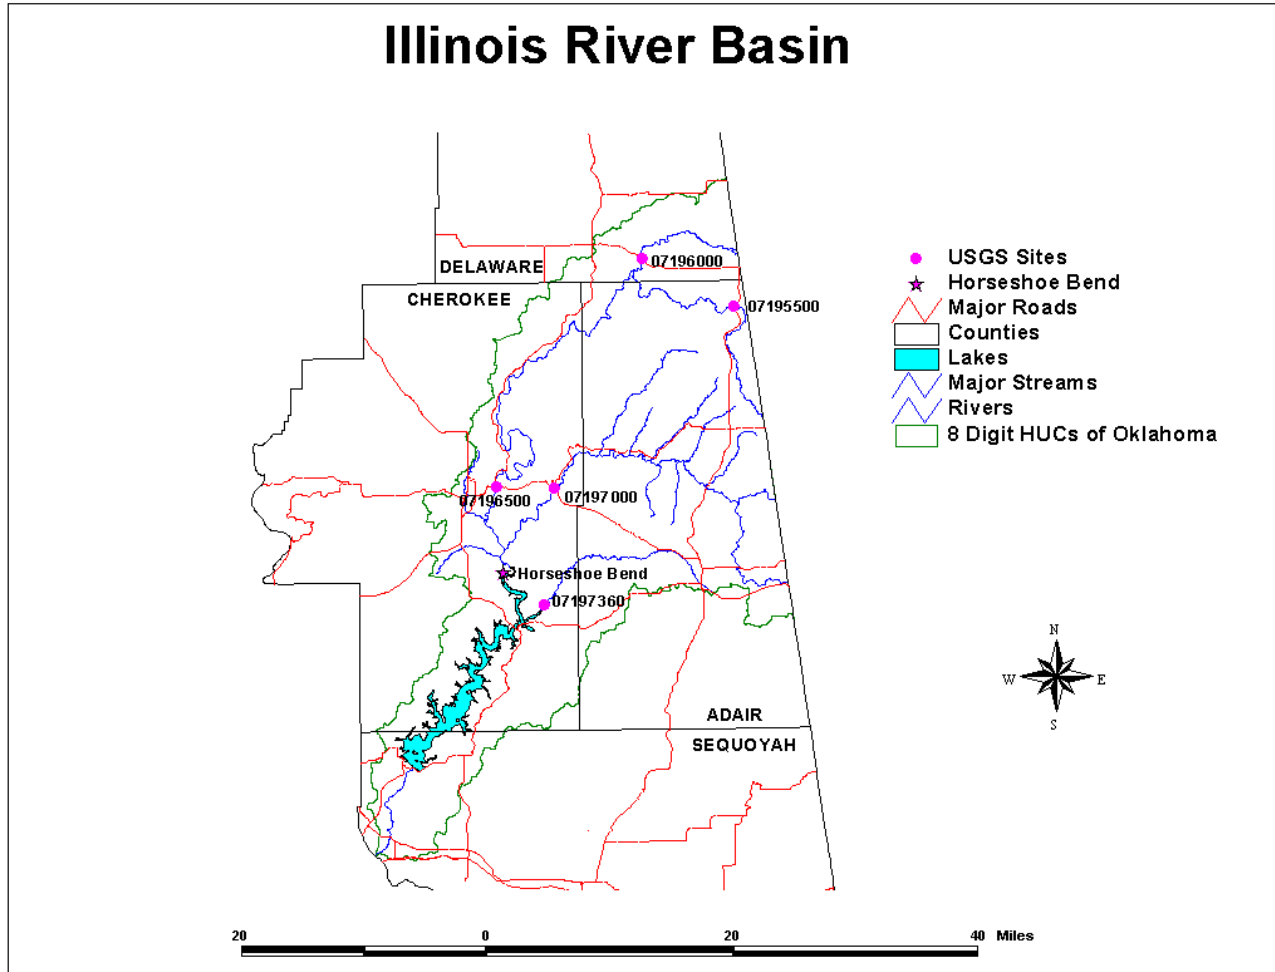 Illinois River Basin
07196000
DELAWARE
CHEROKEE
07195500
USGS Sites
Horseshoe Bend
Major Roads
Counties
Lakes
Major Streams
Rivers
8 Digit HUCs of Oklahoma
07196500
07197000
Horseshoe Bend
07197360
N
W
E
S
ADAIR
SEQUOYAH
20
0
20
40
Miles